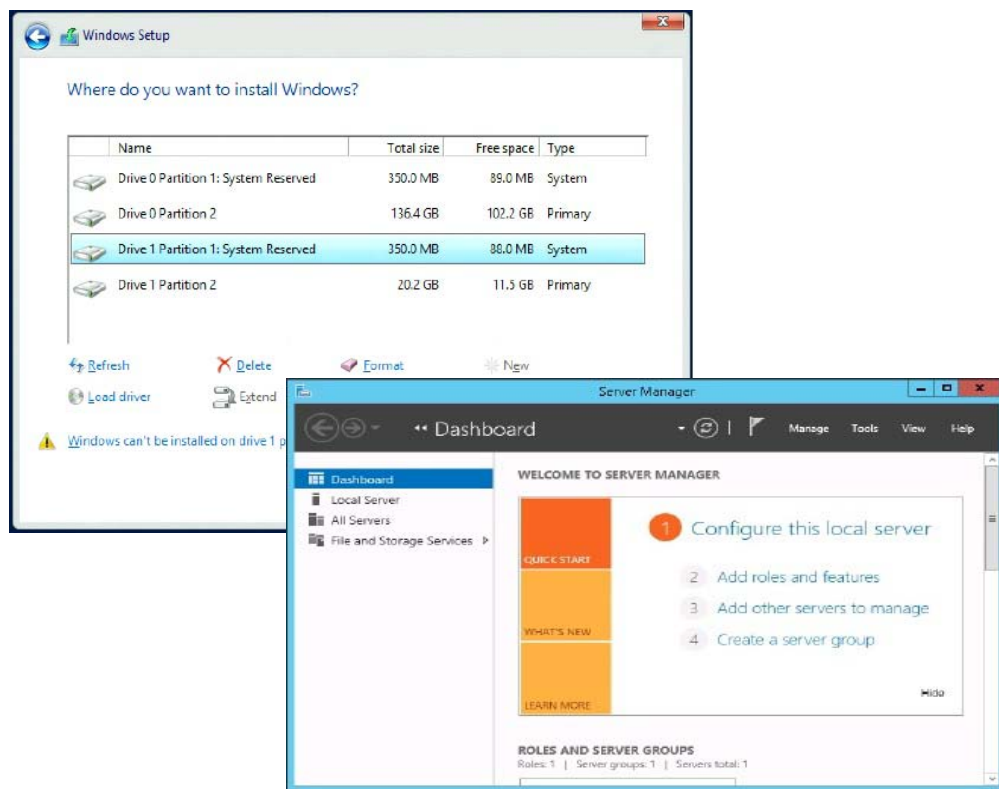 Windows Setup
Where do you want to install Windows?
Name Total size Free space Type
Drive 0 Partition 1: System Reserved 350.0 MB 89.0 MB System
Drive 0 Partition 2 136.4 GB 102.2 GB Primary
Drive 1 Partition 1: System Reserved 350.0 MB 88.0 MB System
Drive 1 Partition 2 20.2 GB 11.5 GB Primary
Refresh Delete Format New
Load driver Extend
Windows can't be installed on drive 1 p
Server Manager
Dashboard
Manage Tools View Help
Dashboard
Local Server
All Servers
File and Storage Services
WELCOME TO SERVER MANAGER
QUICK START
WHAT'S NEW
LEARN MORE
1 Configure this local server
2 Add roles and features
3 Add other servers to manage
4 Create a server group
Hide
ROLES AND SERVER GROUPS
Roles: 1 | Server groups: 1 | Servers total: 1